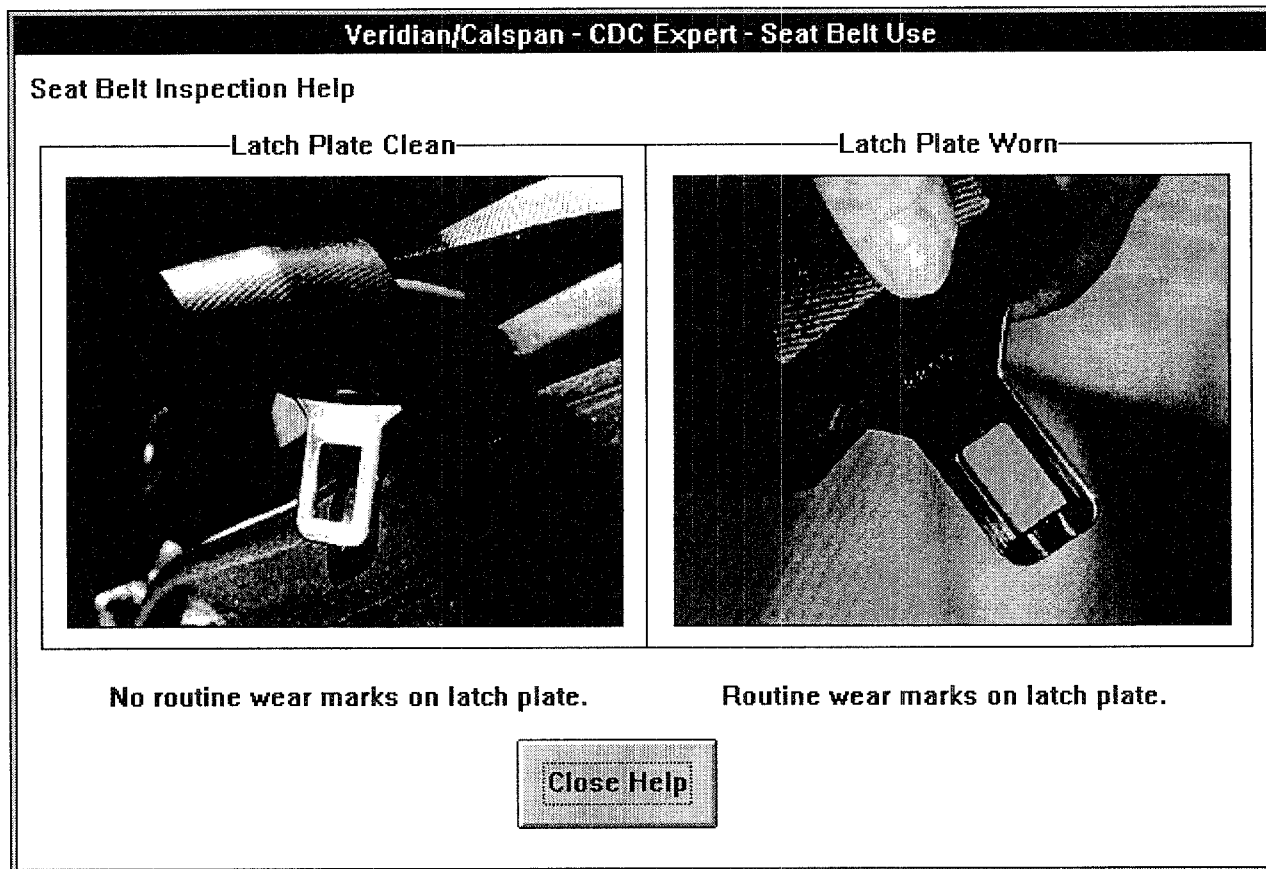 Veridian/Calspan - CDC Expert - Seat Belt Use
Seat Belt Inspection Help
Latch Plate Clean
Latch Plate Worn
No routine wear marks on latch plate.
Routine wear marks on latch plate.
Close Help